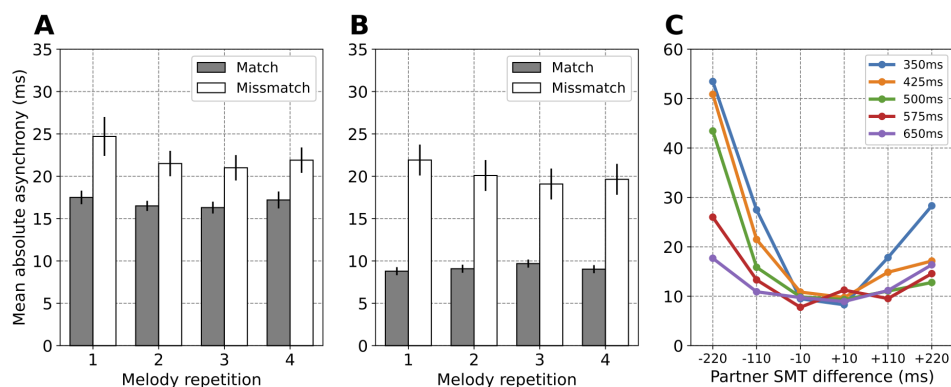 A
B
C
Mean absolute asynchrony (ms)
35
30
25
20
15
10
5
0
Match
Missmatch
1 2 3 4
Melody repetition
35
30
25
20
15
10
5
0
Match
Missmatch
1 2 3 4
Melody repetition
60
50
40
30
20
10
0
350ms
425ms
500ms
575ms
650ms
-220 -110 -10 +10 +110 +220
Partner SMT difference (ms)